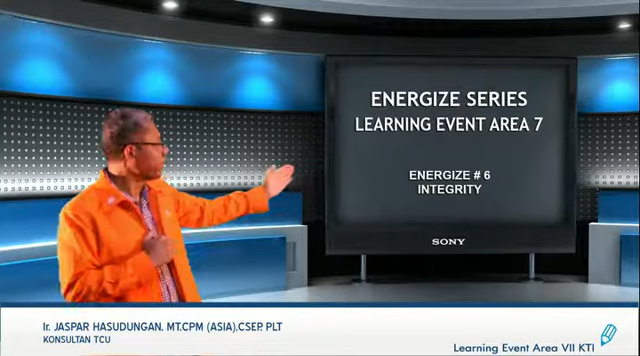 ENERGIZE SERIES
LEARNING EVENT AREA 7
ENERGIZE # 6
INTEGRITY
SONY
Ir. JASPAR HASUDUNGAN. MT.CPM (ASIA).CSEP. PLT
KONSULTAN TCU
Learning Event Area VII KTI